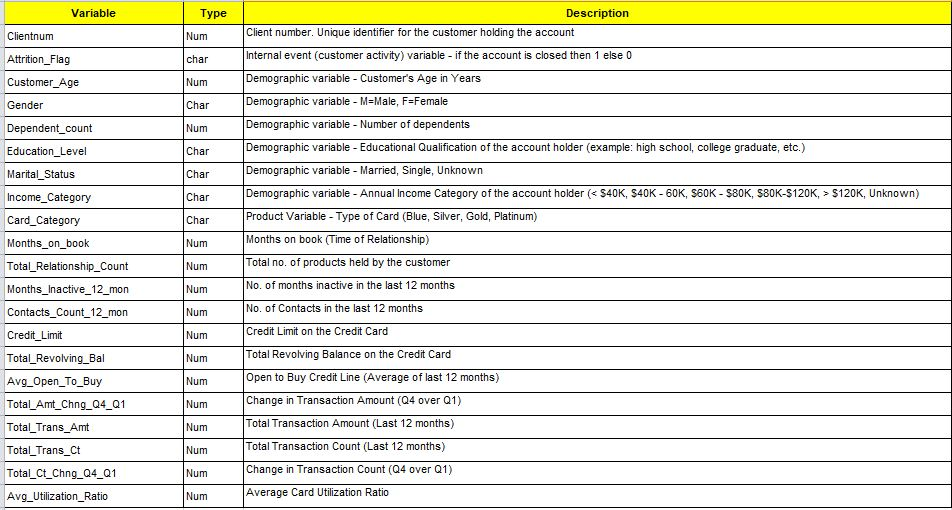 Variable Type Description
Clientnum Num Client number. Unique identifier for the customer holding the account
Attrition_Flag char Internal event (customer activity) variable - if the account is closed then 1 else 0
Customer_Age Num Demographic variable - Customer's Age in Years
Gender Char Demographic variable - M=Male, F=Female
Dependent_count Num Demographic variable - Number of dependents
Education_Level Char Demographic variable - Educational Qualification of the account holder (example: high school, college graduate, etc.)
Marital_Status Char Demographic variable - Married, Single, Unknown
Income_Category Char Demographic variable - Annual Income Category of the account holder (< $40K, $40K - 60K, $60K - $80K, $80K-$120K, > $120K, Unknown)
Card_Category Char Product Variable - Type of Card (Blue, Silver, Gold, Platinum)
Months_on_book Num Months on book (Time of Relationship)
Total_Relationship_Count Num Total no. of products held by the customer
Months_Inactive_12_mon Num No. of months inactive in the last 12 months
Contacts_Count_12_mon Num No. of Contacts in the last 12 months
Credit_Limit Num Credit Limit on the Credit Card
Total_Revolving_Bal Num Total Revolving Balance on the Credit Card
Avg_Open_To_Buy Num Open to Buy Credit Line (Average of last 12 months)
Total_Amt_Chng_Q4_Q1 Num Change in Transaction Amount (Q4 over Q1)
Total_Trans_Amt Num Total Transaction Amount (Last 12 months)
Total_Trans_Ct Num Total Transaction Count (Last 12 months)
Total_Ct_Chng_Q4_Q1 Num Change in Transaction Count (Q4 over Q1)
Avg_Utilization_Ratio Num Average Card Utilization Ratio